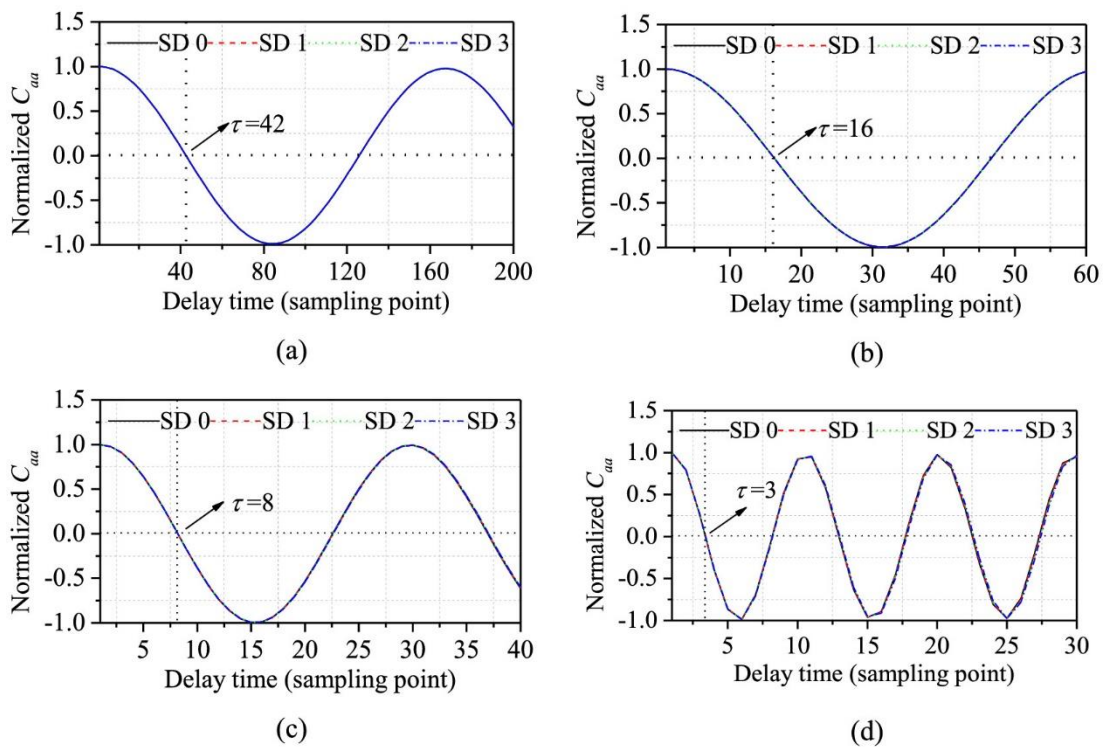 1.5
SD 0 SD 1 SD 2 SD 3
1.0
0.5
τ=42
0.0
-0.5
-1.0
Normalized Caa
40 80 120 160 200
Delay time (sampling point)
(a)
1.5
SD 0 SD 1 SD 2 SD 3
1.0
0.5
τ=16
0.0
-0.5
-1.0
Normalized Caa
10 20 30 40 50 60
Delay time (sampling point)
(b)
1.5
SD 0 SD 1 SD 2 SD 3
1.0
0.5
τ=8
0.0
-0.5
-1.0
Normalized Caa
5 10 15 20 25 30 35 40
Delay time (sampling point)
(c)
1.5
SD 0 SD 1 SD 2 SD 3
1.0
0.5
τ=3
0.0
-0.5
-1.0
Normalized Caa
5 10 15 20 25 30
Delay time (sampling point)
(d)